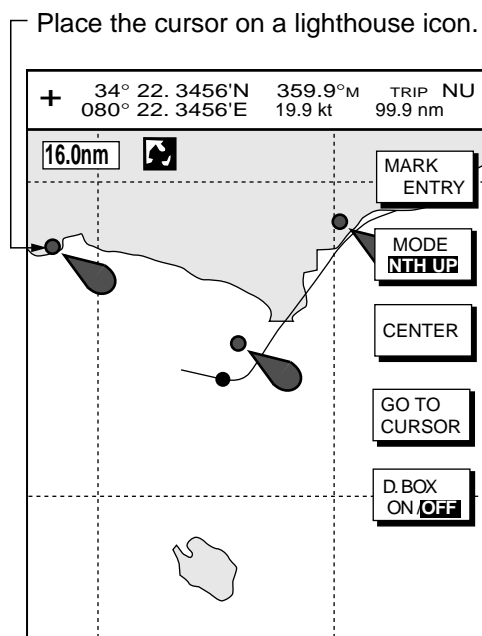 Place the cursor on a lighthouse icon.
+ 34° 22. 3456'N 359.9°M TRIP NU
080° 22. 3456'E 19.9 kt 99.9 nm
16.0nm
MARK
ENTRY
MODE
NTH UP
CENTER
GO TO
CURSOR
D. BOX
ON/OFF